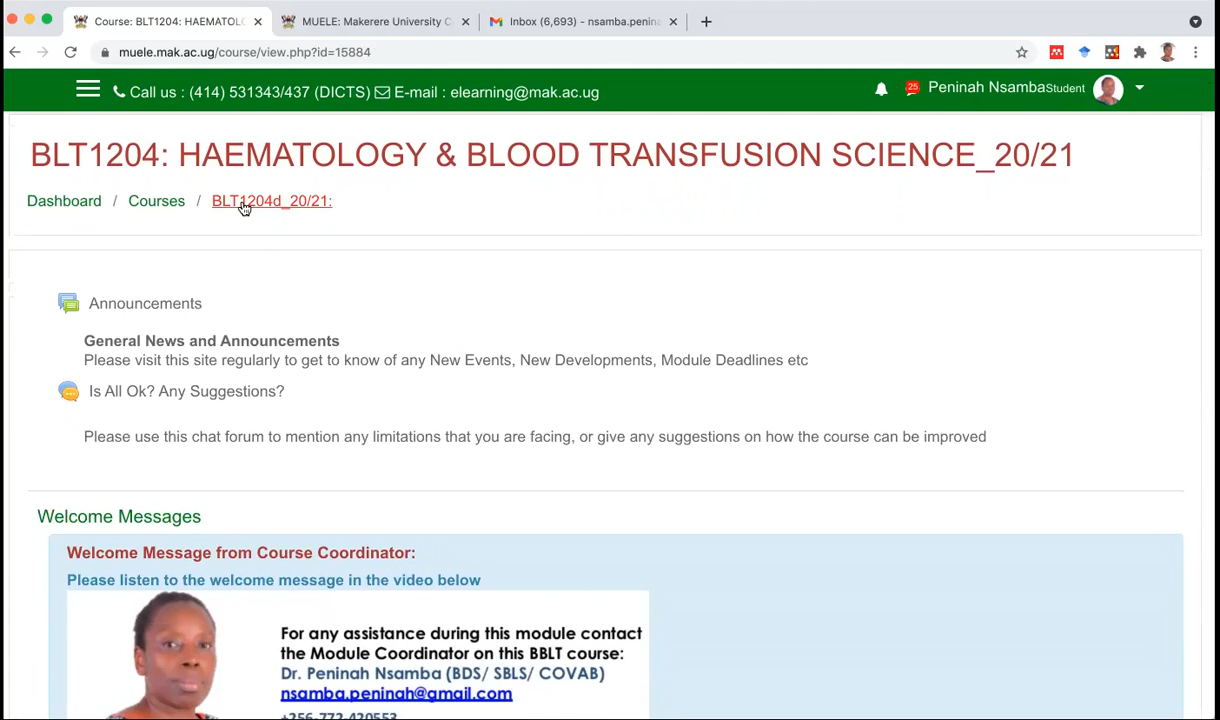 Course: BLT1204: HAEMATOLO
MUELE: Makerere University C
Inbox (6,693) - nsamba.penina
muele.mak.ac.ug/course/view.php?id=15884
Call us : (414) 531343/437 (DICTS) E-mail : elearning@mak.ac.ug
25
Peninah Nsamba Student
BLT1204: HAEMATOLOGY & BLOOD TRANSFUSION SCIENCE_20/21
Dashboard / Courses / BLT1204d_20/21:
Announcements
General News and Announcements
Please visit this site regularly to get to know of any New Events, New Developments, Module Deadlines etc
Is All Ok? Any Suggestions?
Please use this chat forum to mention any limitations that you are facing, or give any suggestions on how the course can be improved
Welcome Messages
Welcome Message from Course Coordinator:
Please listen to the welcome message in the video below
For any assistance during this module contact
the Module Coordinator on this BBLT course:
Dr. Peninah Nsamba (BDS/ SBLS/ COVAB)
nsamba.peninah@gmail.com
+256-772-420553